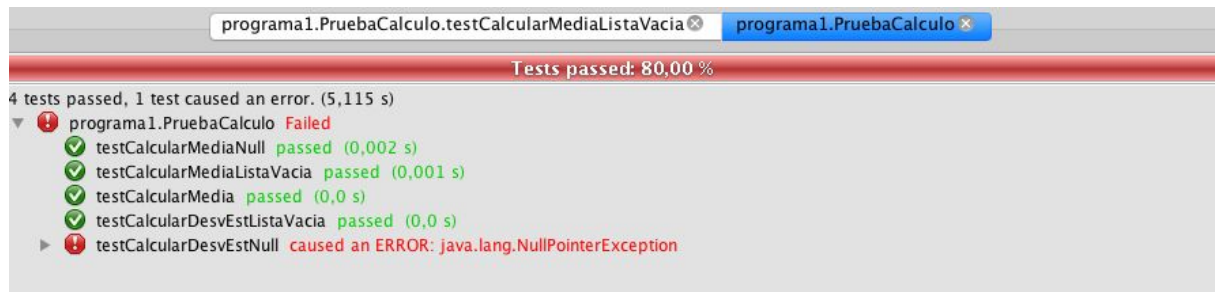 programa1.PruebaCalculo.testCalcularMediaListaVacia programa1.PruebaCalculo
Tests passed: 80,00 %
4 tests passed, 1 test caused an error. (5,115 s)
programa1.PruebaCalculo Failed
testCalcularMediaNull passed (0,002 s)
testCalcularMediaListaVacia passed (0,001 s)
testCalcularMedia passed (0,0 s)
testCalcularDesvEstListaVacia passed (0,0 s)
testCalcularDesvEstNull caused an ERROR: java.lang.NullPointerException